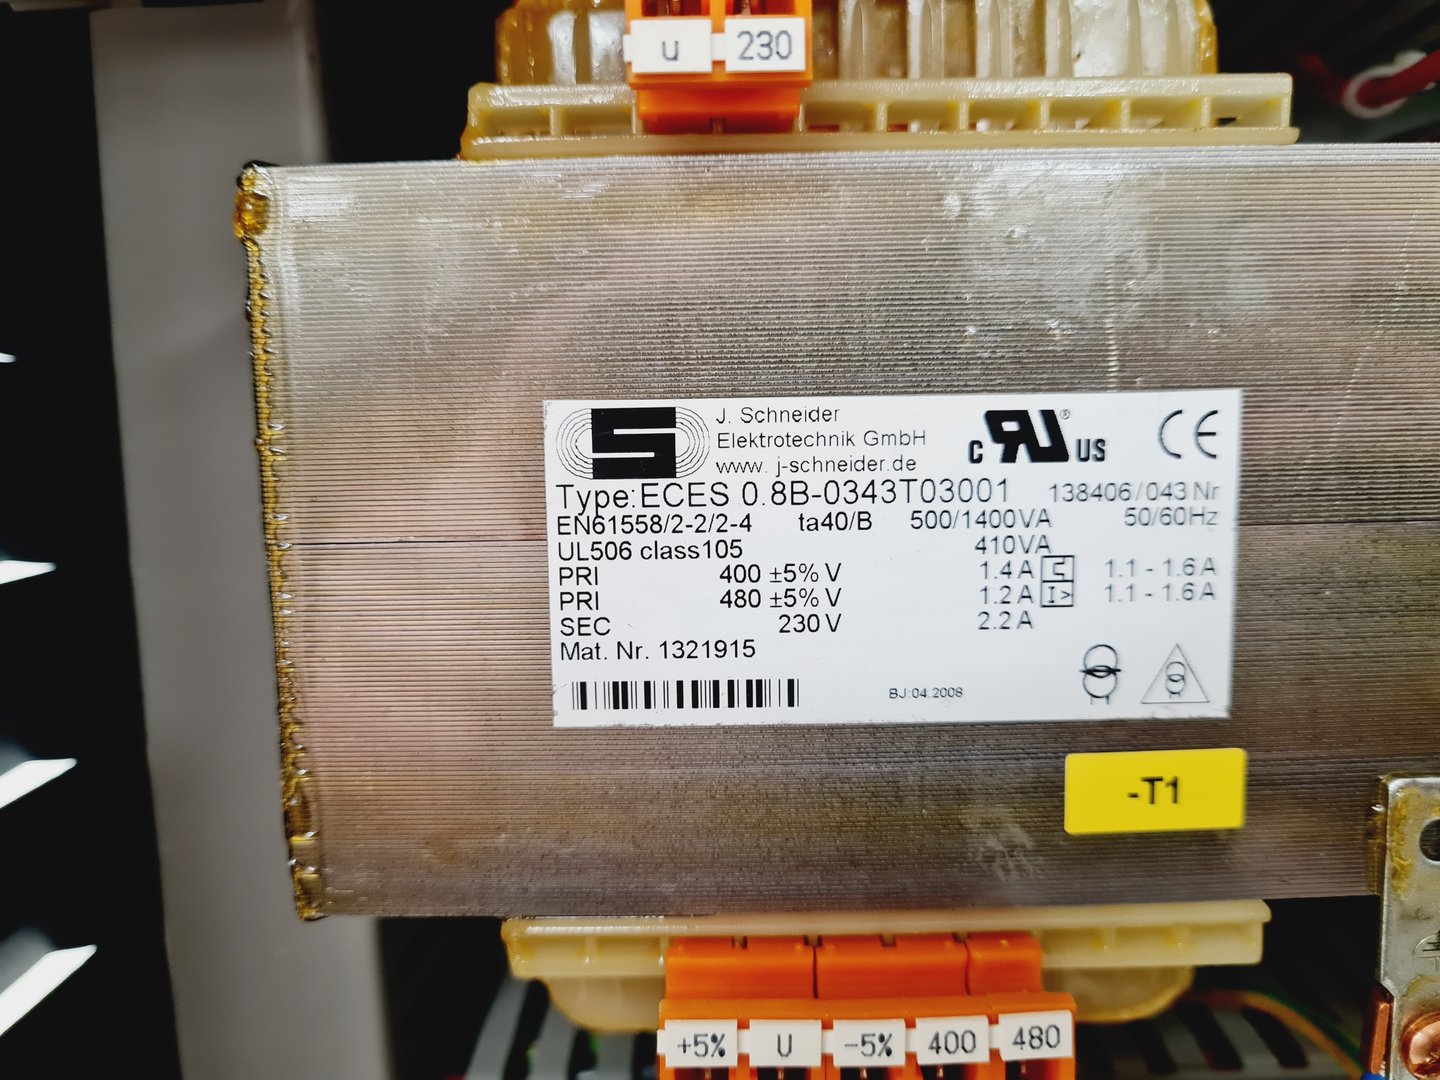 u 230
J. Schneider
Elektrotechnik GmbH
www. j-schneider.de
c RU ® US CE
Type:ECES 0.8B-0343T03001 138406/043 Nr
EN61558/2-2/2-4 ta40/B 500/1400VA 50/60Hz
UL506 class105 410VA
PRI 400 ±5% V 1.4 A 1.1 - 1.6 A
PRI 480 ±5% V 1.2 A I> 1.1 - 1.6 A
SEC 230 V 2.2 A
Mat. Nr. 1321915
BJ:04.2008
-T1
+5% U -5% 400 480